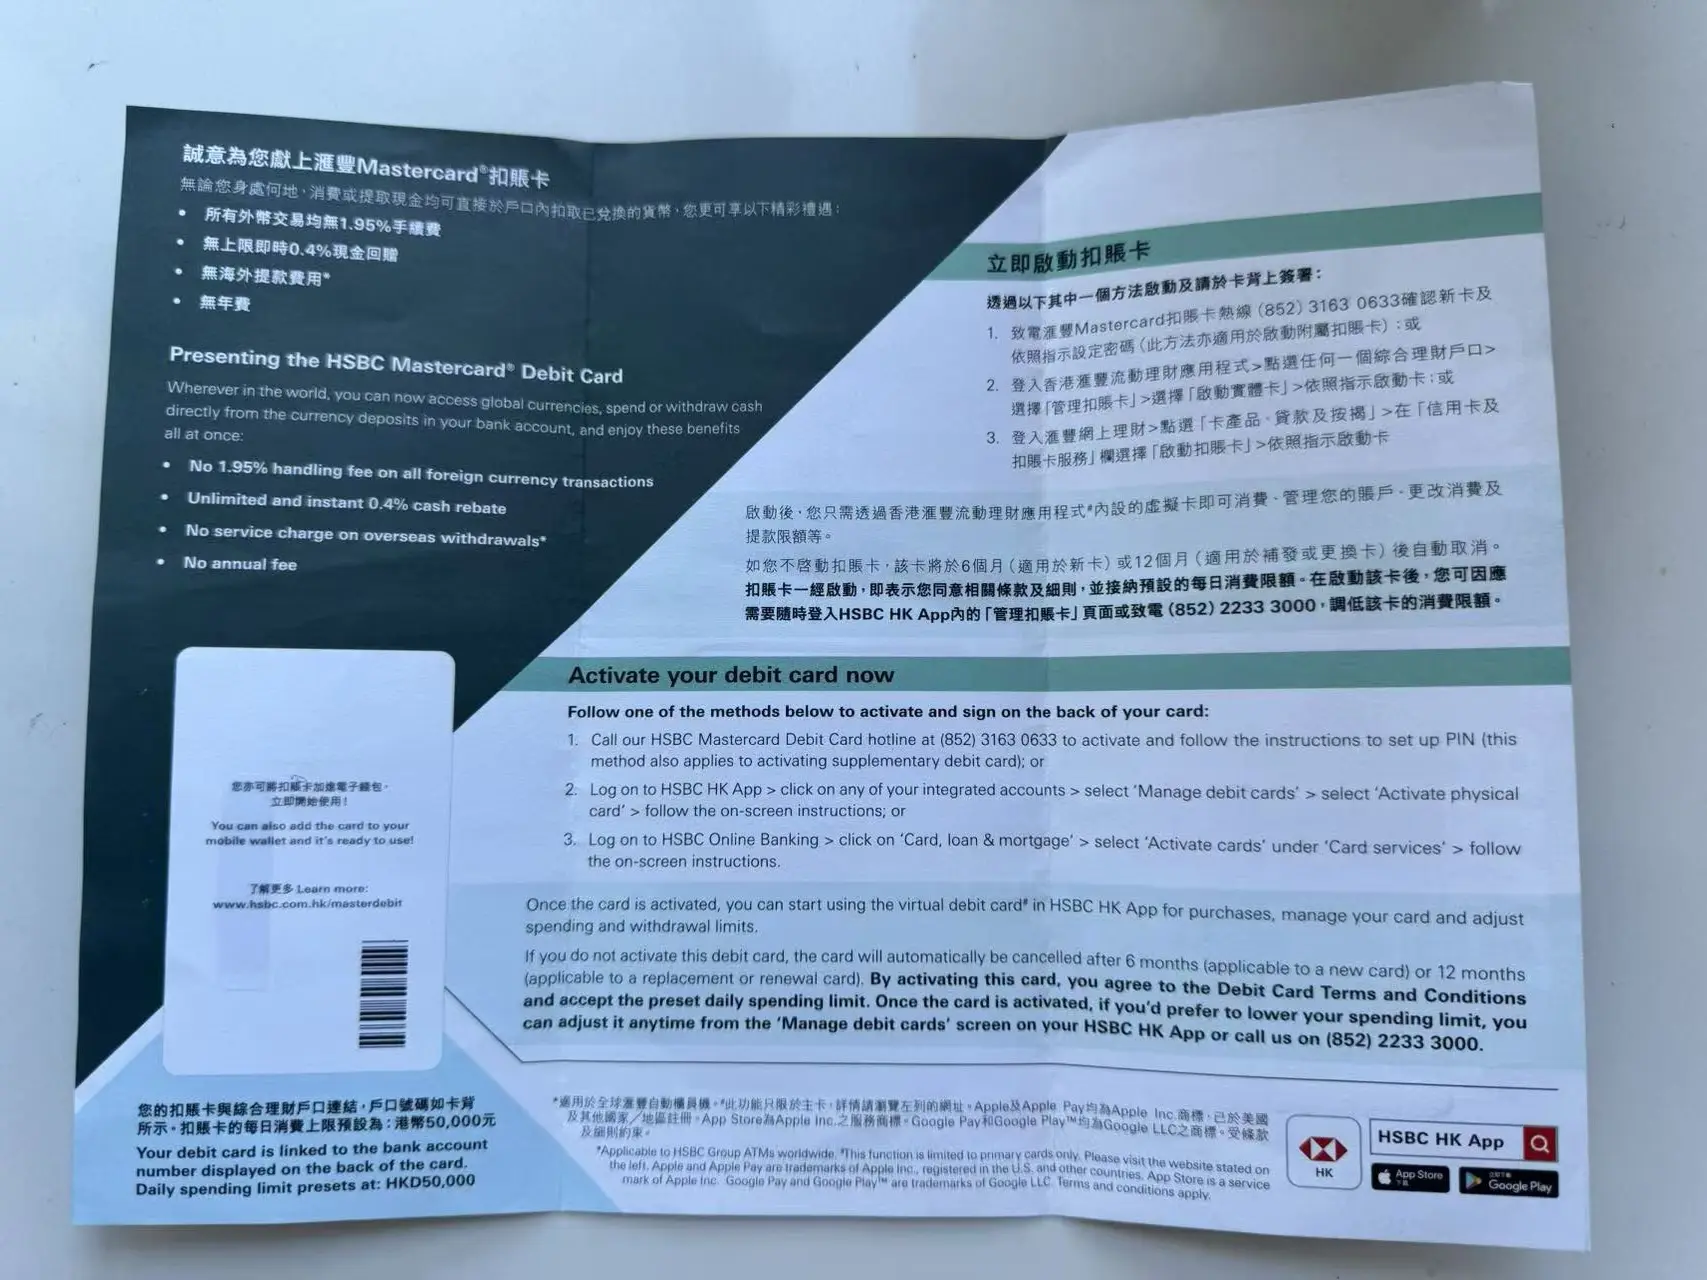 誠意為您獻上滙豐Mastercard®扣賬卡
無論您身處何地，消費或提取現金均可直接於戶口內扣取已兌換的貨幣，您更可享以下精彩禮遇：
• 所有外幣交易均無1.95%手續費
• 無上限即時0.4%現金回贈
• 無海外提款費用*
• 無年費
Presenting the HSBC Mastercard® Debit Card
Wherever in the world, you can now access global currencies, spend or withdraw cash
directly from the currency deposits in your bank account, and enjoy these benefits
all at once:
• No 1.95% handling fee on all foreign currency transactions
• Unlimited and instant 0.4% cash rebate
• No service charge on overseas withdrawals*
• No annual fee
立即啟動扣賬卡
透過以下其中一個方法啟動及請於卡背上簽署：
1. 致電滙豐Mastercard扣賬卡熱線 (852) 3163 0633確認新卡及
依照指示設定密碼 (此方法亦適用於啟動附屬扣賬卡)；或
2. 登入香港滙豐流動理財應用程式>點選任何一個綜合理財戶口>
選擇「管理扣賬卡」>選擇「啟動實體卡」>依照指示啟動卡；或
3. 登入滙豐網上理財>點選「卡產品、貸款及按揭」>在「信用卡及
扣賬卡服務」欄選擇「啟動扣賬卡」>依照指示啟動卡
啟動後，您只需透過香港滙豐流動理財應用程式#內設的虛擬卡即可消費、管理您的賬戶，更改消費及
提款限額等。
如您不啓動扣賬卡，該卡將於6個月 (適用於新卡) 或12個月 (適用於補發或更換卡) 後自動取消。
扣賬卡一經啟動，即表示您同意相關條款及細則，並接納預設的每日消費限額。在啟動該卡後，您可因應
需要隨時登入HSBC HK App內的「管理扣賬卡」頁面或致電 (852) 2233 3000，調低該卡的消費限額。
Activate your debit card now
Follow one of the methods below to activate and sign on the back of your card:
1. Call our HSBC Mastercard Debit Card hotline at (852) 3163 0633 to activate and follow the instructions to set up PIN (this
method also applies to activating supplementary debit card); or
2. Log on to HSBC HK App > click on any of your integrated accounts > select 'Manage debit cards' > select 'Activate physical
card' > follow the on-screen instructions; or
3. Log on to HSBC Online Banking > click on 'Card, loan & mortgage' > select 'Activate cards' under 'Card services' > follow
the on-screen instructions.
Once the card is activated, you can start using the virtual debit card# in HSBC HK App for purchases, manage your card and adjust
spending and withdrawal limits.
If you do not activate this debit card, the card will automatically be cancelled after 6 months (applicable to a new card) or 12 months
(applicable to a replacement or renewal card). By activating this card, you agree to the Debit Card Terms and Conditions
and accept the preset daily spending limit. Once the card is activated, if you'd prefer to lower your spending limit, you
can adjust it anytime from the 'Manage debit cards' screen on your HSBC HK App or call us on (852) 2233 3000.
您亦可將扣賬卡加進電子錢包，
立即開始使用！
You can also add the card to your
mobile wallet and it's ready to use!
了解更多 Learn more:
www.hsbc.com.hk/masterdebit
您的扣賬卡與綜合理財戶口連結，戶口號碼如卡背
所示。扣賬卡的每日消費上限預設為：港幣50,000元
Your debit card is linked to the bank account
number displayed on the back of the card.
Daily spending limit presets at: HKD50,000
*適用於全球滙豐自動櫃員機。#此功能只限於主卡，詳情請瀏覽左列的網址。Apple及Apple Pay均為Apple Inc.商標，已於美國
及其他國家／地區註冊。App Store為Apple Inc.之服務商標。Google Pay和Google Play™均為Google LLC之商標。受條款
及細則約束。
*Applicable to HSBC Group ATMs worldwide. #This function is limited to primary cards only. Please visit the website stated on
the left. Apple and Apple Pay are trademarks of Apple Inc., registered in the U.S. and other countries. App Store is a service
mark of Apple Inc. Google Pay and Google Play™ are trademarks of Google LLC. Terms and conditions apply.
HK
HSBC HK App
App Store
下載
立即下載
Google Play